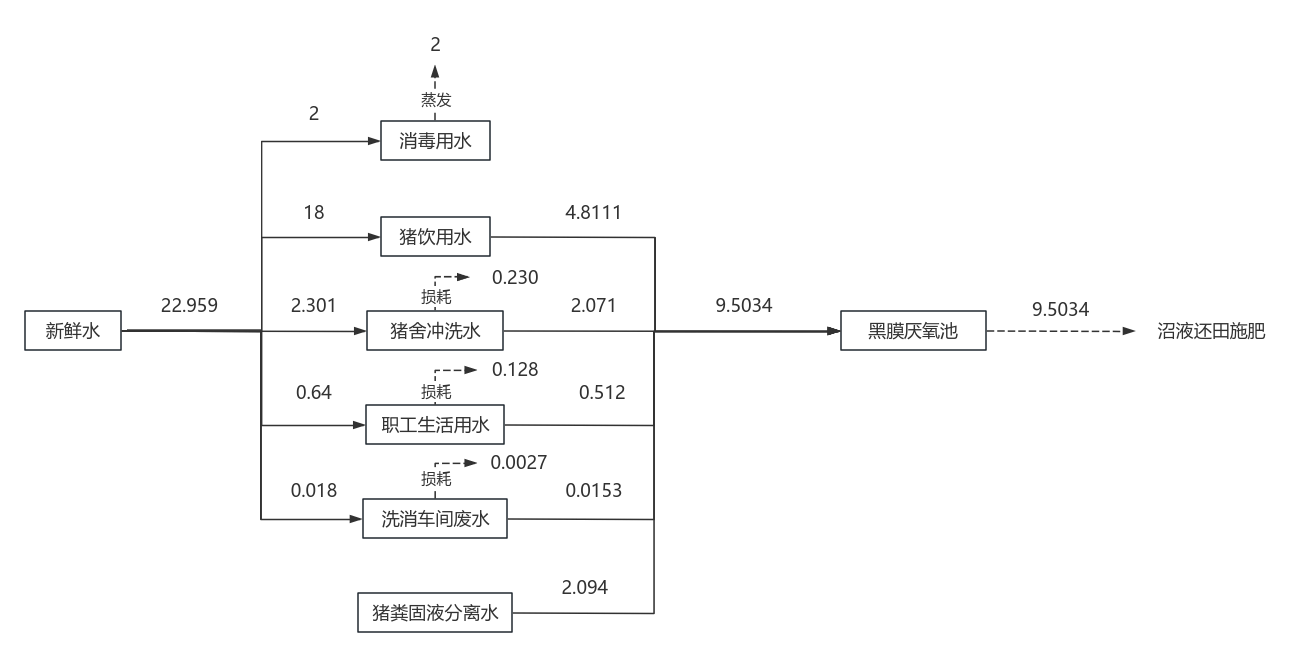 2
蒸发
2
消毒用水
18
4.8111
猪饮用水
0.230
损耗
22.959
2.301
2.071
9.5034
9.5034
新鲜水
猪舍冲洗水
黑膜厌氧池
沼液还田施肥
0.128
损耗
0.64
0.512
职工生活用水
0.0027
损耗
0.018
0.0153
洗消车间废水
2.094
猪粪固液分离水